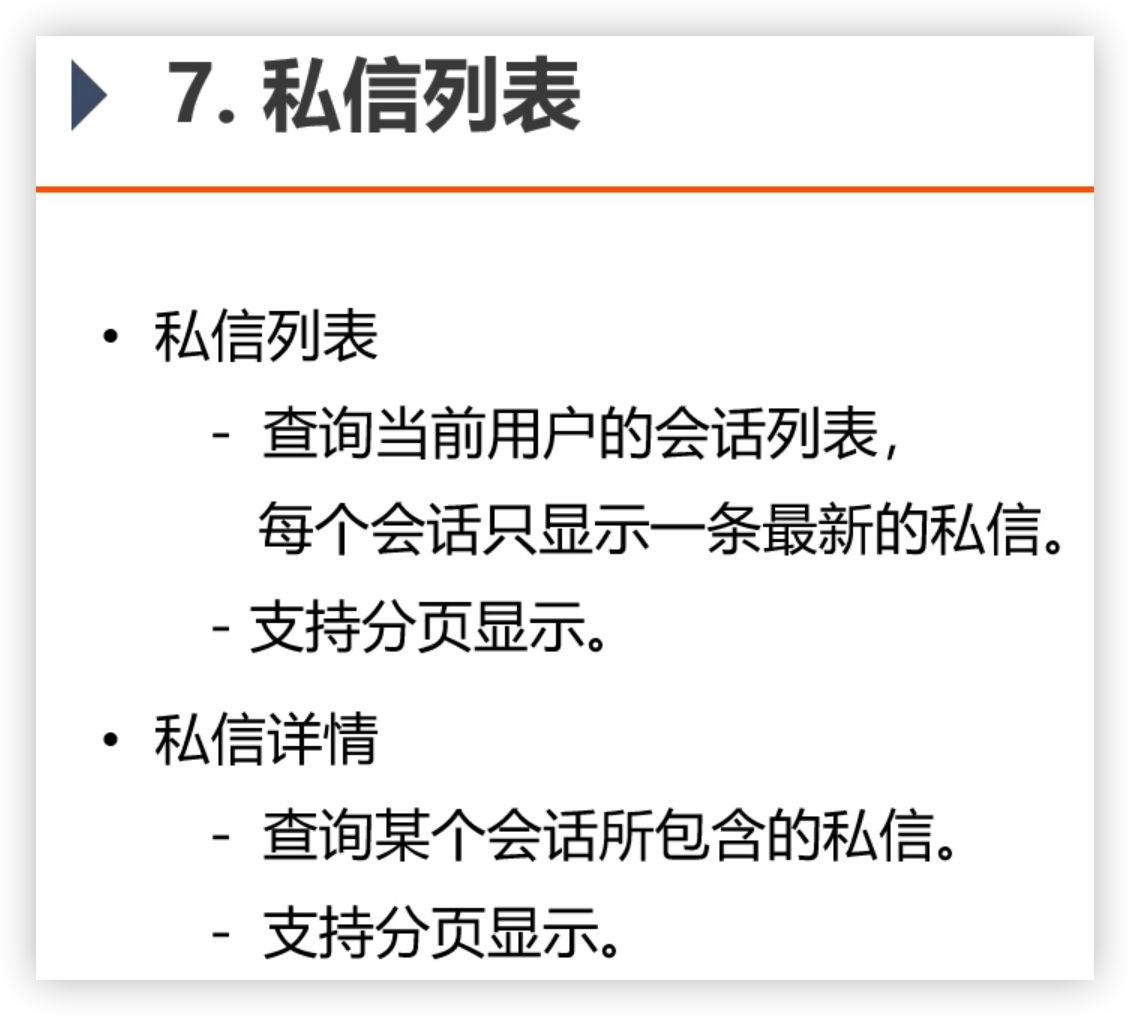 7. 私信列表
• 私信列表
- 查询当前用户的会话列表，
每个会话只显示一条最新的私信。
- 支持分页显示。
• 私信详情
- 查询某个会话所包含的私信。
- 支持分页显示。